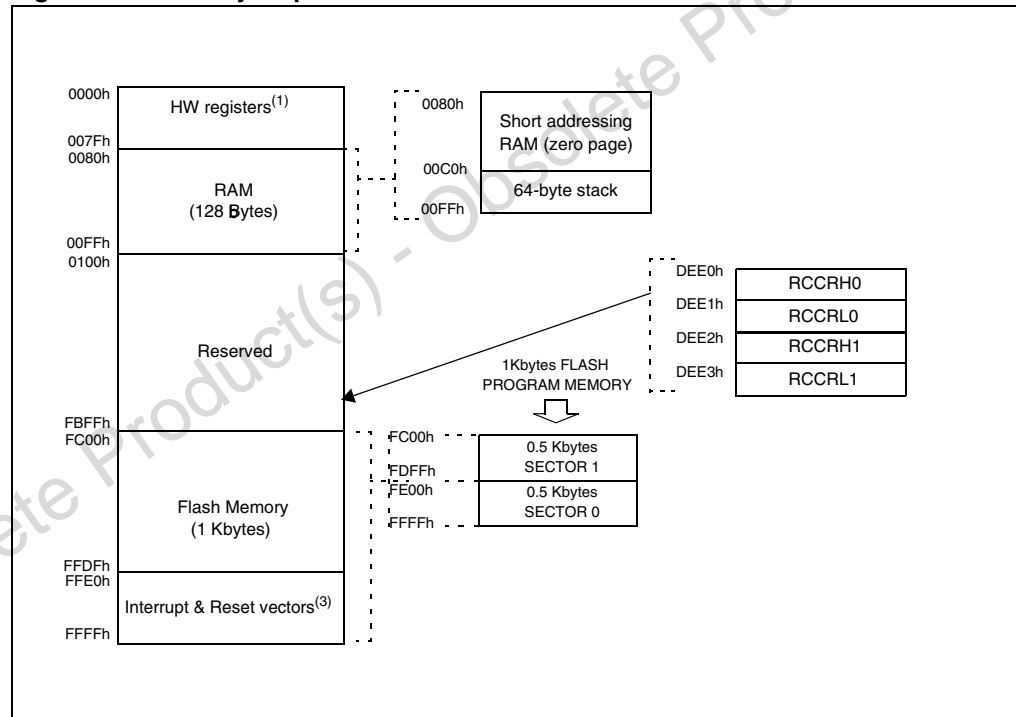 0000h
HW registers(1)
007Fh
0080h
RAM
(128 Bytes)
00FFh
0100h
Reserved
FBFFh
FC00h
Flash Memory
(1 Kbytes)
FFDFh
FFE0h
Interrupt & Reset vectors(3)
FFFFh
0080h
Short addressing
RAM (zero page)
00C0h
64-byte stack
00FFh
DEE0h
RCCRH0
DEE1h
RCCRL0
DEE2h
RCCRH1
DEE3h
RCCRL1
1Kbytes FLASH
PROGRAM MEMORY
FC00h
0.5 Kbytes
SECTOR 1
FDFFh
FE00h
0.5 Kbytes
SECTOR 0
FFFFh
Product(s) - Obsolete